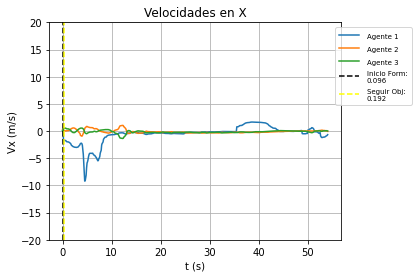 Velocidades en X
20
15
10
5
0
−5
−10
−15
−20
Vx (m/s)
0
10
20
30
40
50
t (s)
Agente 1
Agente 2
Agente 3
Inicio Form:
0.096
Seguir Obj:
0.192